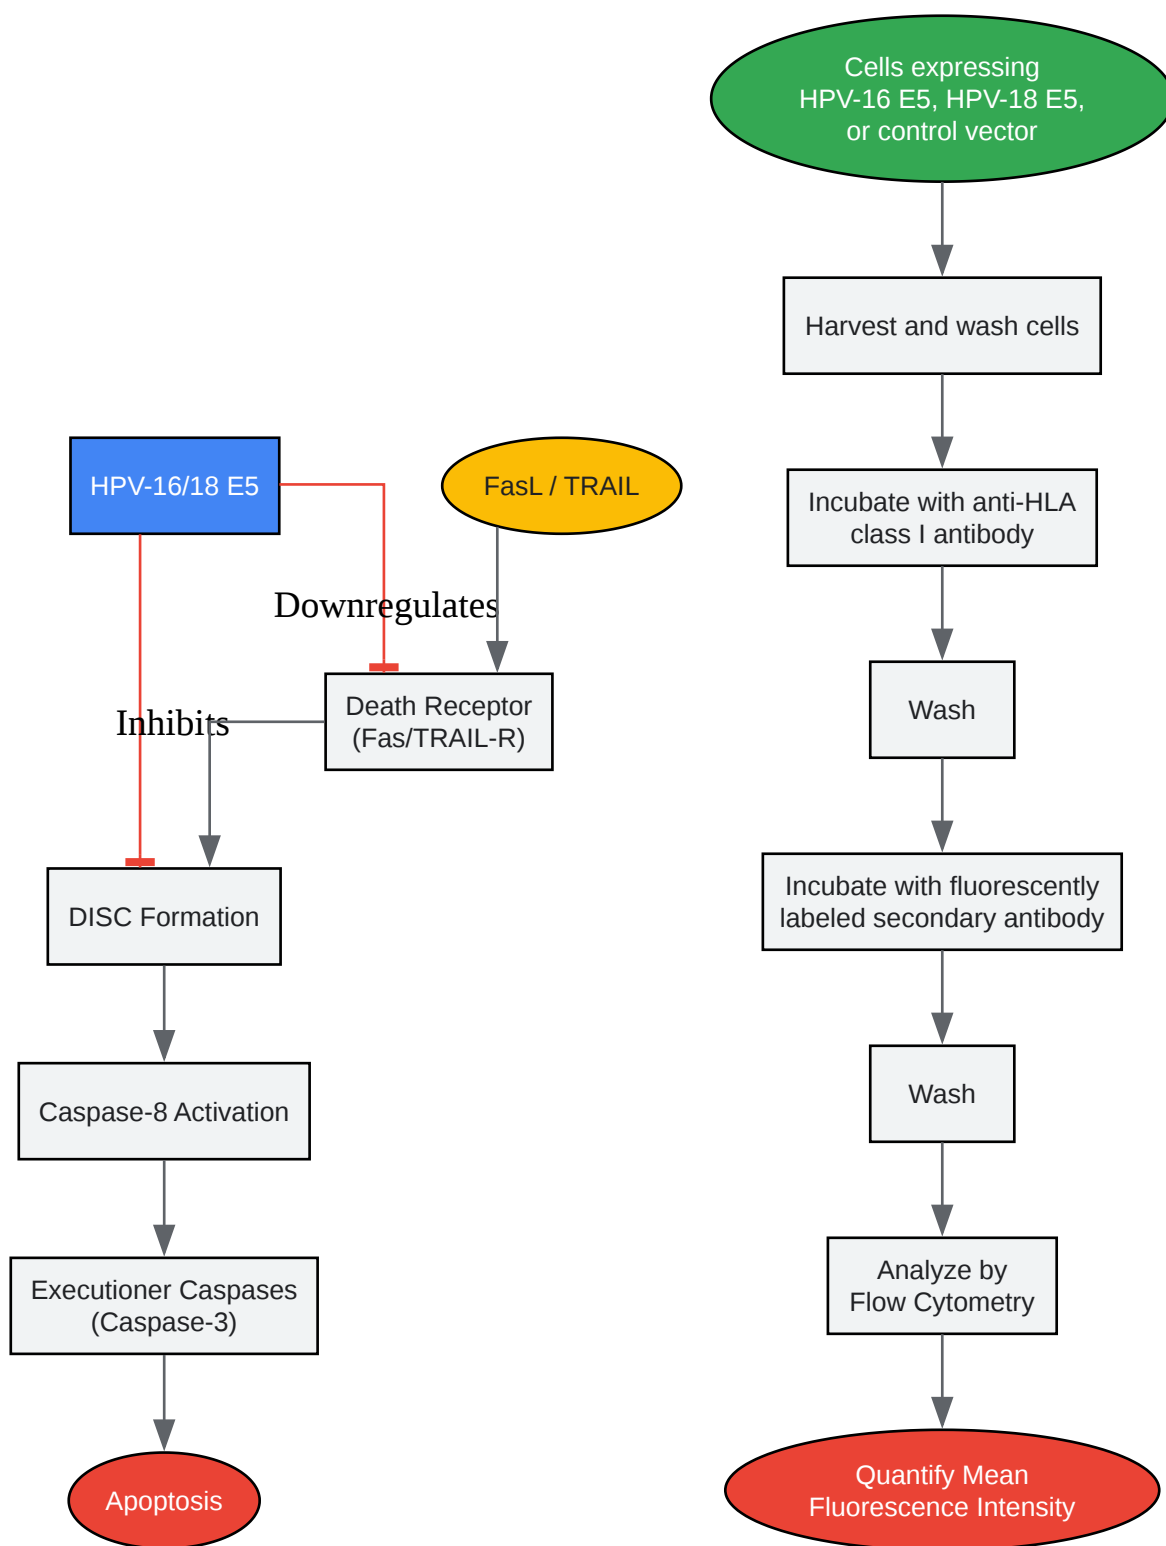 HPV-16/18 E5
FasL / TRAIL
Downregulates
Inhibits
Death Receptor
(Fas/TRAIL-R)
DISC Formation
Caspase-8 Activation
Executioner Caspases
(Caspase-3)
Apoptosis
Cells expressing
HPV-16 E5, HPV-18 E5,
or control vector
Harvest and wash cells
Incubate with anti-HLA
class I antibody
Wash
Incubate with fluorescently
labeled secondary antibody
Wash
Analyze by
Flow Cytometry
Quantify Mean
Fluorescence Intensity